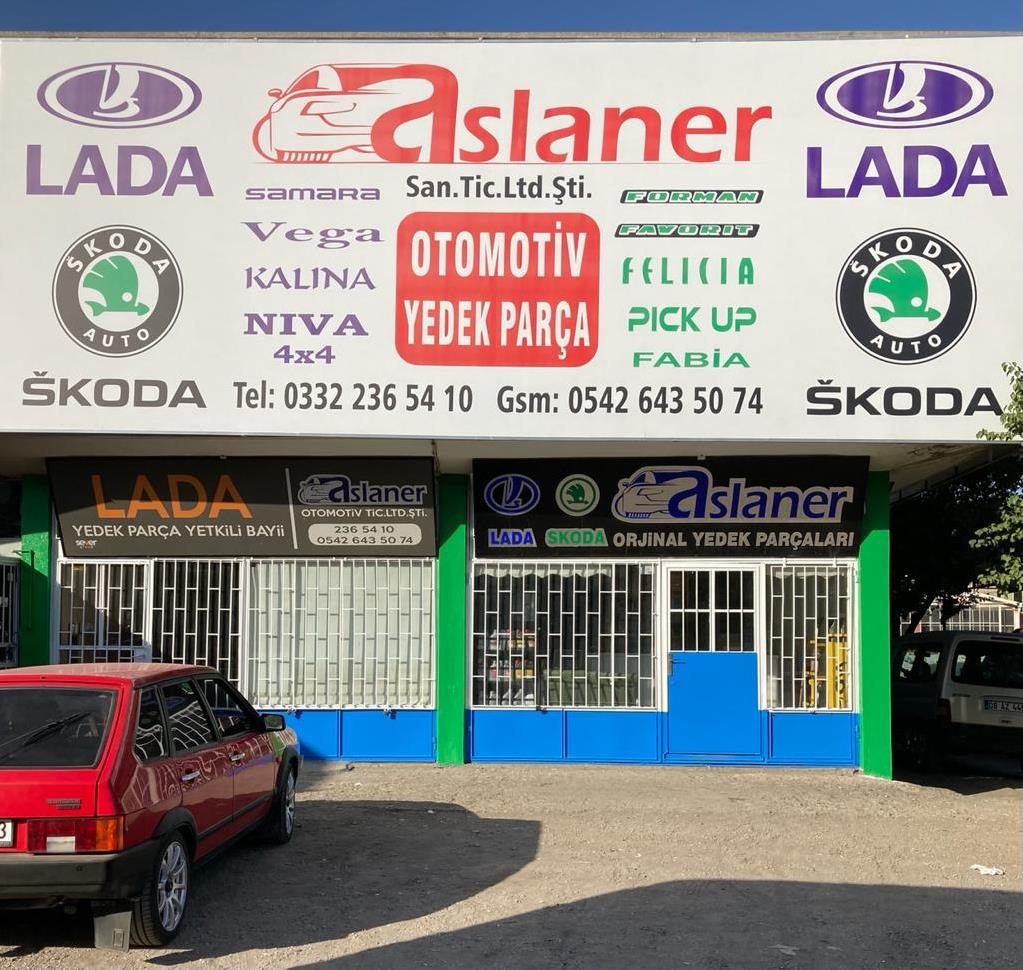 LADA
aslaner
LADA
San.Tic.Ltd.Şti.
SAMARA
Vega
KALINA
NIVA
4x4
OTOMOTİV
YEDEK PARÇA
FORMAN
FAVORIT
FELICIA
PICK UP
FABİA
ŠKODA
AUTO
ŠKODA
AUTO
ŠKODA
Tel: 0332 236 54 10 Gsm: 0542 643 50 74
ŠKODA
LADA
YEDEK PARÇA YETKİLİ BAYİİ
aslaner
OTOMOTİV TİC.LTD.ŞTİ.
236 54 10
0542 643 50 74
aslaner
LADA SKODA ORJİNAL YEDEK PARÇALARI
3